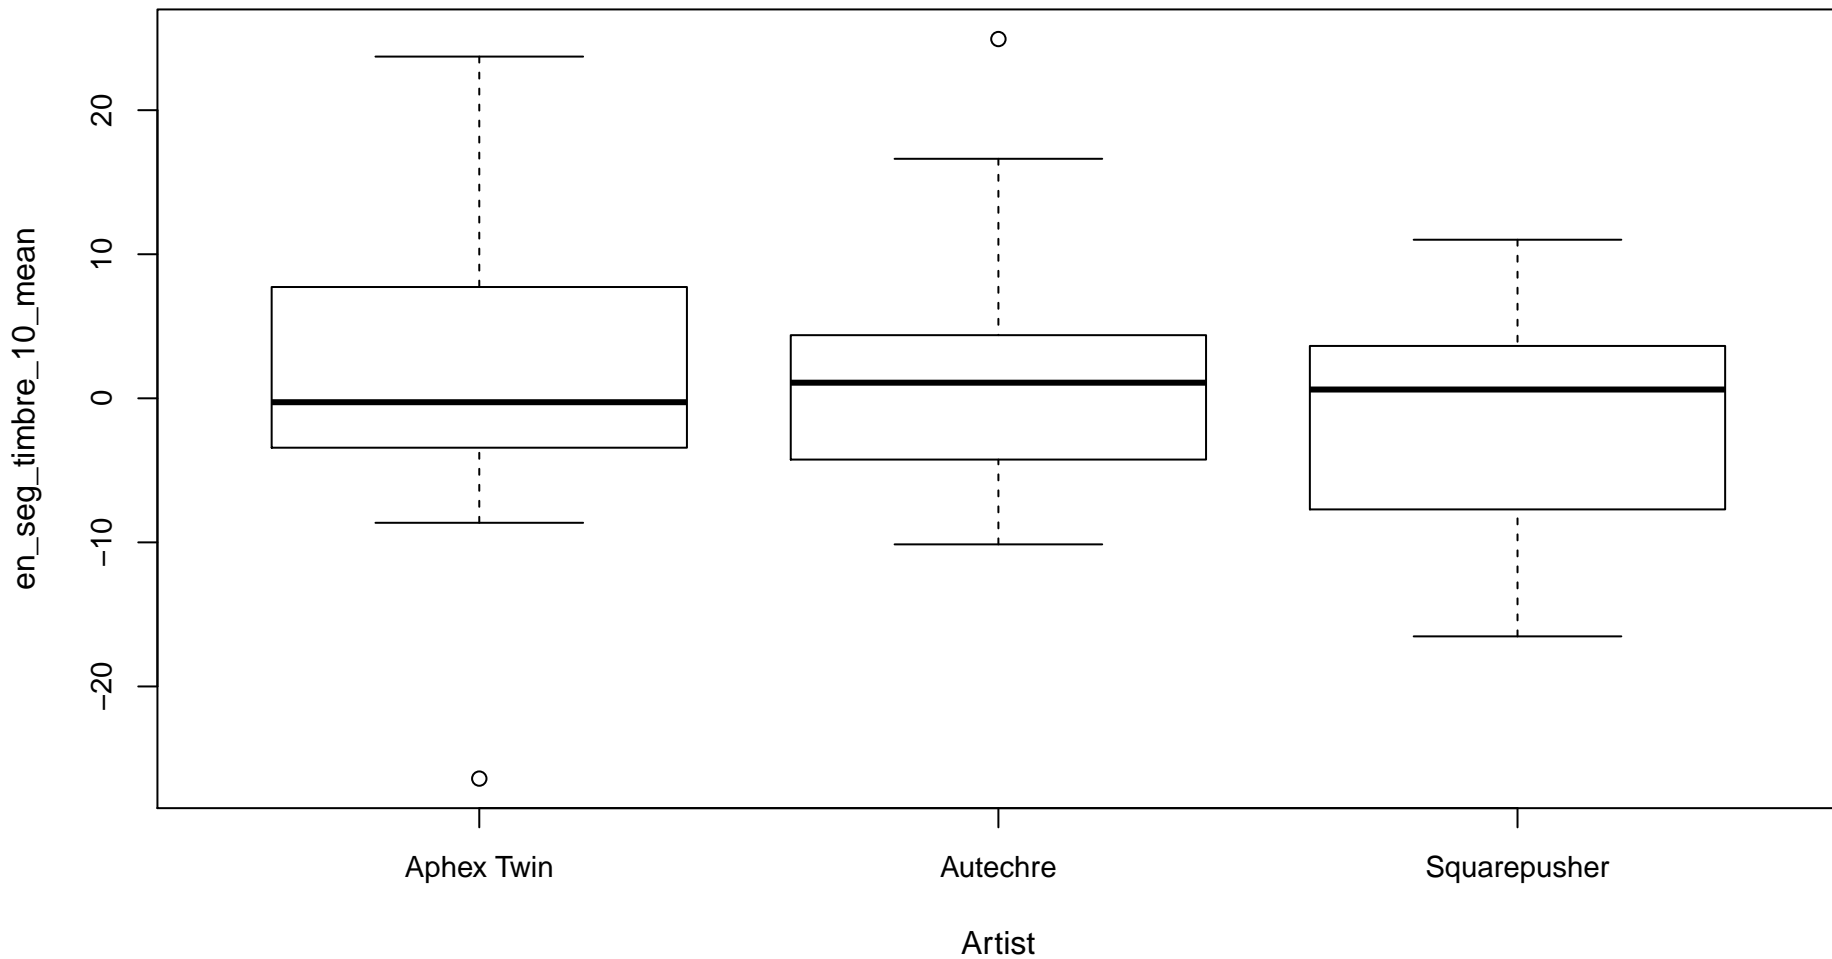 en_seg_timbre_10_mean
20
10
0
−10
−20
Aphex Twin
Autechre
Squarepusher
Artist